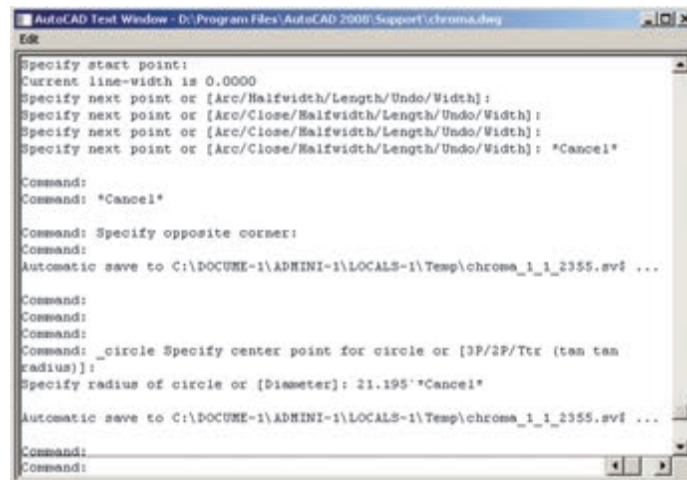 AutoCAD Text Window - D:\Program Files\AutoCAD 2008\Support\chroma.dwg
Edit
Specify start point:
Current line-width is 0.0000
Specify next point or [Arc/Halfwidth/Length/Undo/Width]:
Specify next point or [Arc/Close/Halfwidth/Length/Undo/Width]:
Specify next point or [Arc/Close/Halfwidth/Length/Undo/Width]:
Specify next point or [Arc/Close/Halfwidth/Length/Undo/Width]: *Cancel*
Command:
Command: *Cancel*
Command: Specify opposite corner:
Command:
Automatic save to C:\DOCUME~1\ADMINI~1\LOCALS~1\Temp\chroma_1_1_2355.sv$ ...
Command:
Command:
Command:
Command: _circle Specify center point for circle or [3P/2P/Ttr (tan tan
radius)]:
Specify radius of circle or [Diameter]: 21.195'*Cancel*
Automatic save to C:\DOCUME~1\ADMINI~1\LOCALS~1\Temp\chroma_1_1_2355.sv$ ...
Command:
Command: